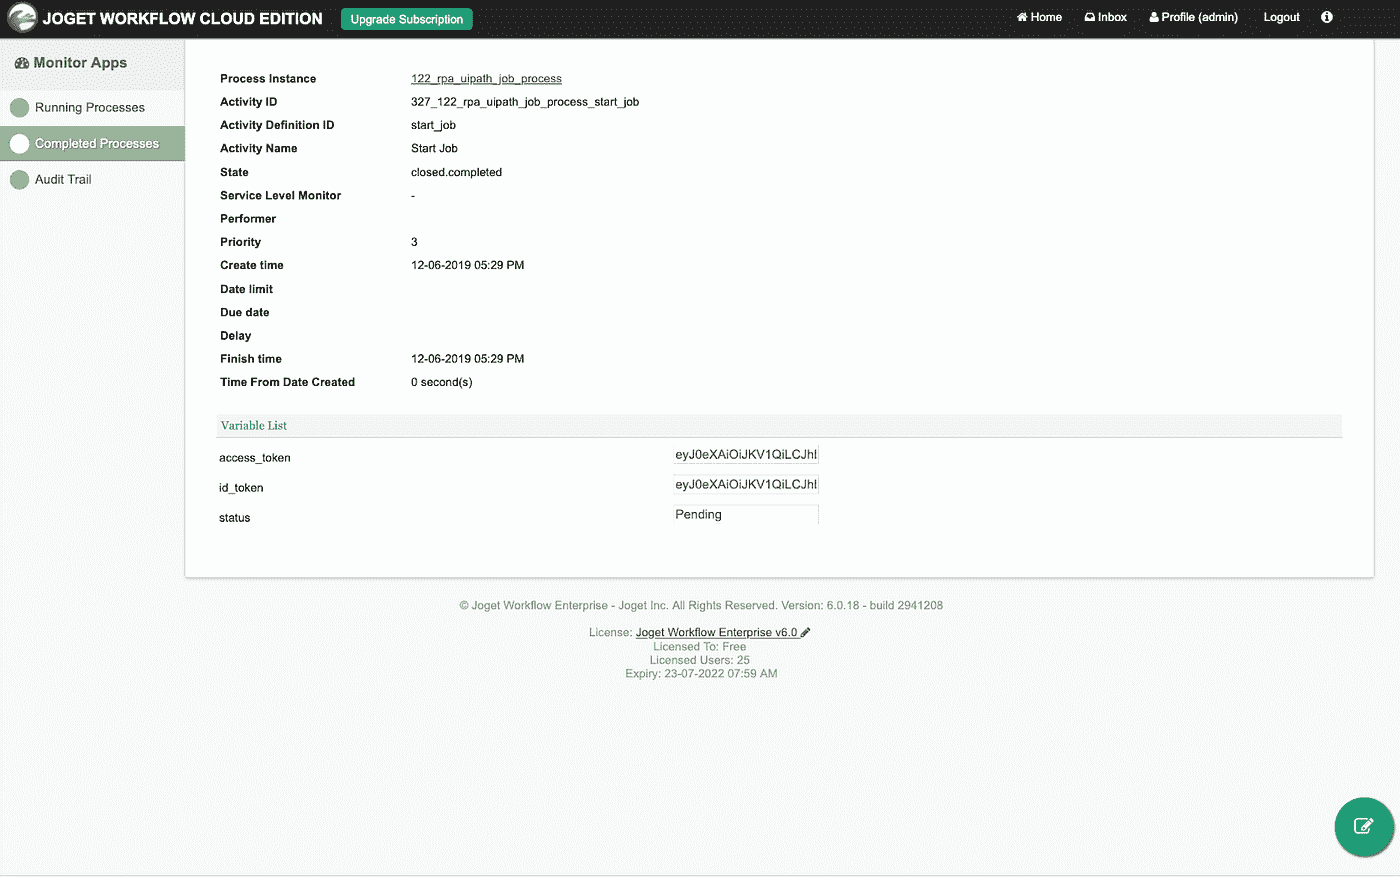 JOGET WORKFLOW CLOUD EDITION Upgrade Subscription Home Inbox Profile (admin) Logout
Monitor Apps
Running Processes
Completed Processes
Audit Trail
Process Instance 122_rpa_uipath_job_process
Activity ID 327_122_rpa_uipath_job_process_start_job
Activity Definition ID start_job
Activity Name Start Job
State closed.completed
Service Level Monitor -
Performer
Priority 3
Create time 12-06-2019 05:29 PM
Date limit
Due date
Delay
Finish time 12-06-2019 05:29 PM
Time From Date Created 0 second(s)
Variable List
access_token eyJ0eXAiOiJKV1QiLCJh
id_token eyJ0eXAiOiJKV1QiLCJh
status Pending
© Joget Workflow Enterprise - Joget Inc. All Rights Reserved. Version: 6.0.18 - build 2941208
License: Joget Workflow Enterprise v6.0
Licensed To: Free
Licensed Users: 25
Expiry: 23-07-2022 07:59 AM